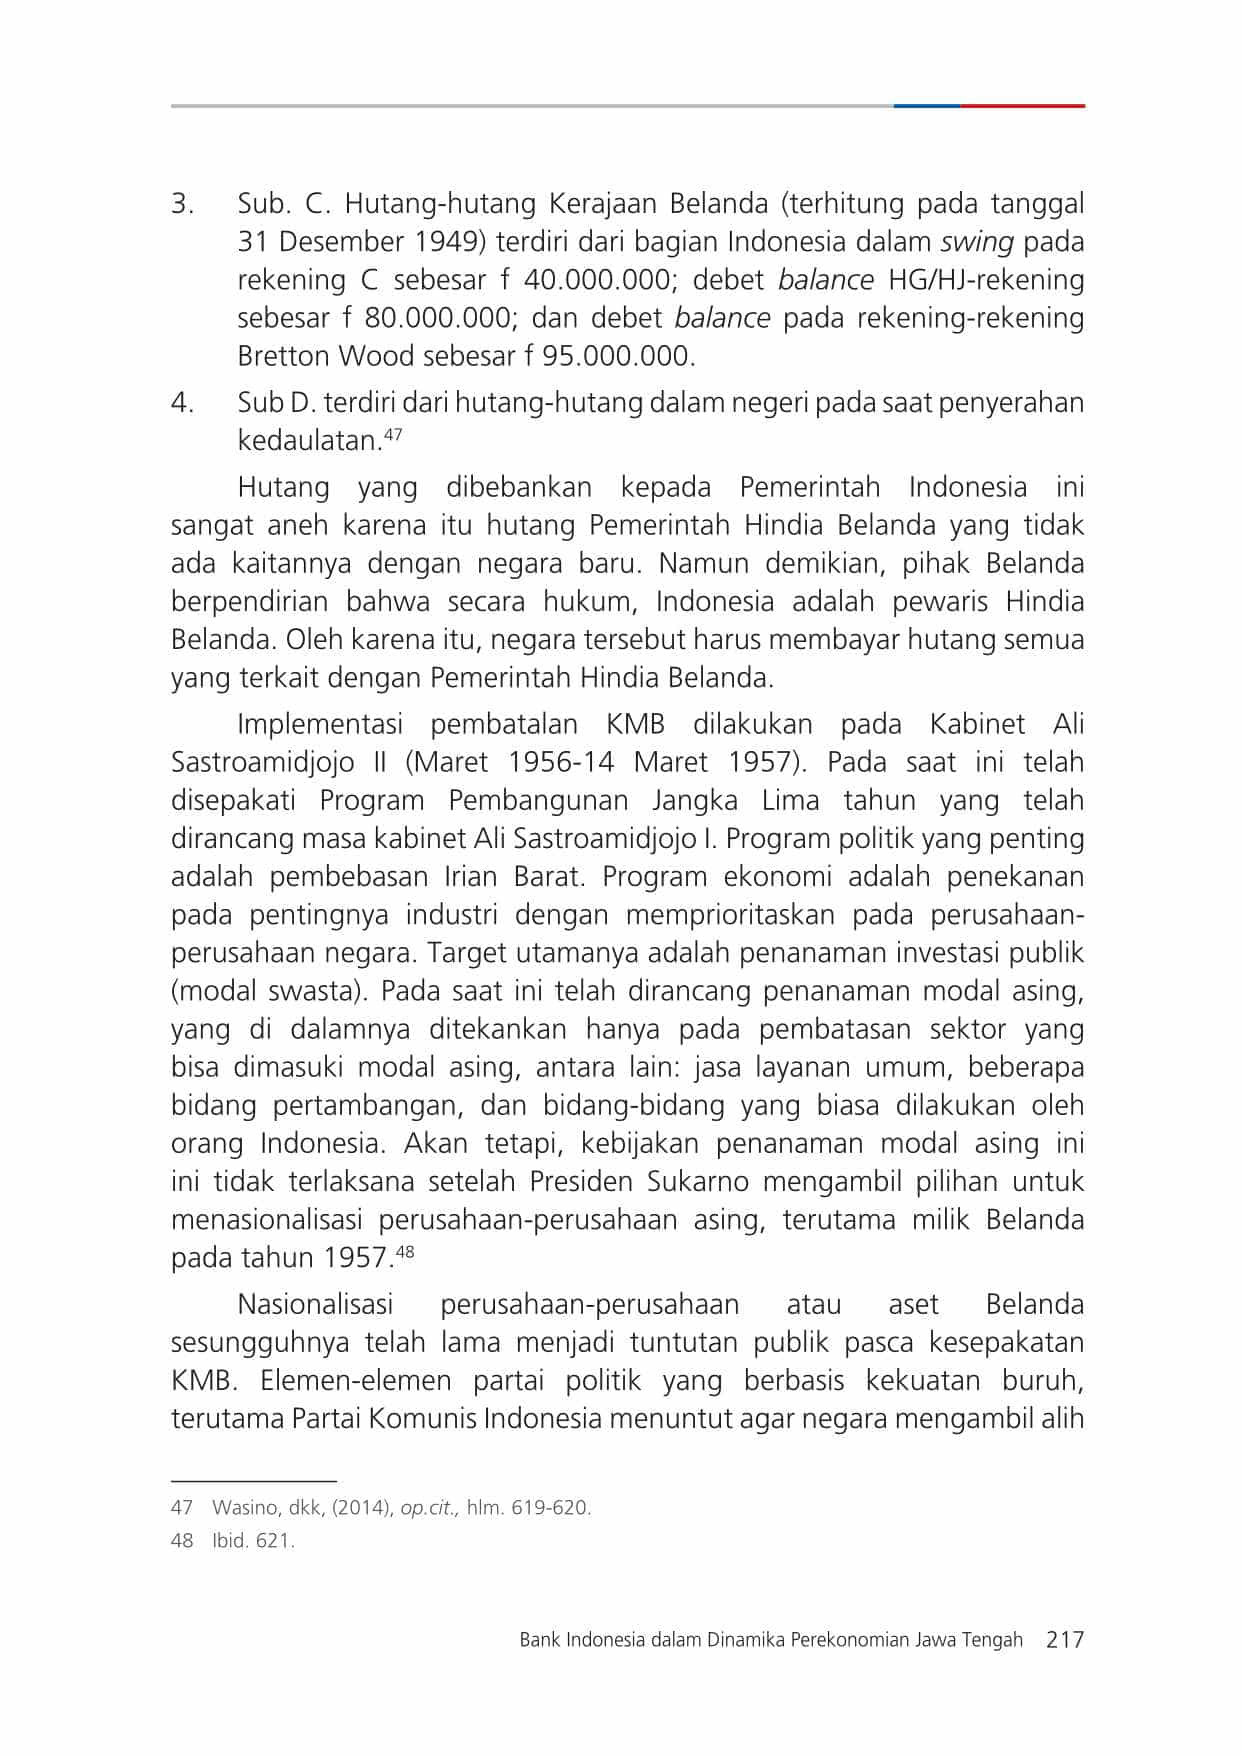 3. Sub. C. Hutang-hutang Kerajaan Belanda (terhitung pada tanggal
31 Desember 1949) terdiri dari bagian Indonesia dalam swing pada
rekening C sebesar f 40.000.000; debet balance HG/HJ-rekening
sebesar f 80.000.000; dan debet balance pada rekening-rekening
Bretton Wood sebesar f 95.000.000.
4. Sub D. terdiri dari hutang-hutang dalam negeri pada saat penyerahan
kedaulatan.47
Hutang yang dibebankan kepada Pemerintah Indonesia ini
sangat aneh karena itu hutang Pemerintah Hindia Belanda yang tidak
ada kaitannya dengan negara baru. Namun demikian, pihak Belanda
berpendirian bahwa secara hukum, Indonesia adalah pewaris Hindia
Belanda. Oleh karena itu, negara tersebut harus membayar hutang semua
yang terkait dengan Pemerintah Hindia Belanda.
Implementasi pembatalan KMB dilakukan pada Kabinet Ali
Sastroamidjojo II (Maret 1956-14 Maret 1957). Pada saat ini telah
disepakati Program Pembangunan Jangka Lima tahun yang telah
dirancang masa kabinet Ali Sastroamidjojo I. Program politik yang penting
adalah pembebasan Irian Barat. Program ekonomi adalah penekanan
pada pentingnya industri dengan memprioritaskan pada perusahaan-
perusahaan negara. Target utamanya adalah penanaman investasi publik
(modal swasta). Pada saat ini telah dirancang penanaman modal asing,
yang di dalamnya ditekankan hanya pada pembatasan sektor yang
bisa dimasuki modal asing, antara lain: jasa layanan umum, beberapa
bidang pertambangan, dan bidang-bidang yang biasa dilakukan oleh
orang Indonesia. Akan tetapi, kebijakan penanaman modal asing ini
ini tidak terlaksana setelah Presiden Sukarno mengambil pilihan untuk
menasionalisasi perusahaan-perusahaan asing, terutama milik Belanda
pada tahun 1957.48
Nasionalisasi perusahaan-perusahaan atau aset Belanda
sesungguhnya telah lama menjadi tuntutan publik pasca kesepakatan
KMB. Elemen-elemen partai politik yang berbasis kekuatan buruh,
terutama Partai Komunis Indonesia menuntut agar negara mengambil alih
47 Wasino, dkk, (2014), op.cit., hlm. 619-620.
48 Ibid. 621.
Bank Indonesia dalam Dinamika Perekonomian Jawa Tengah 217